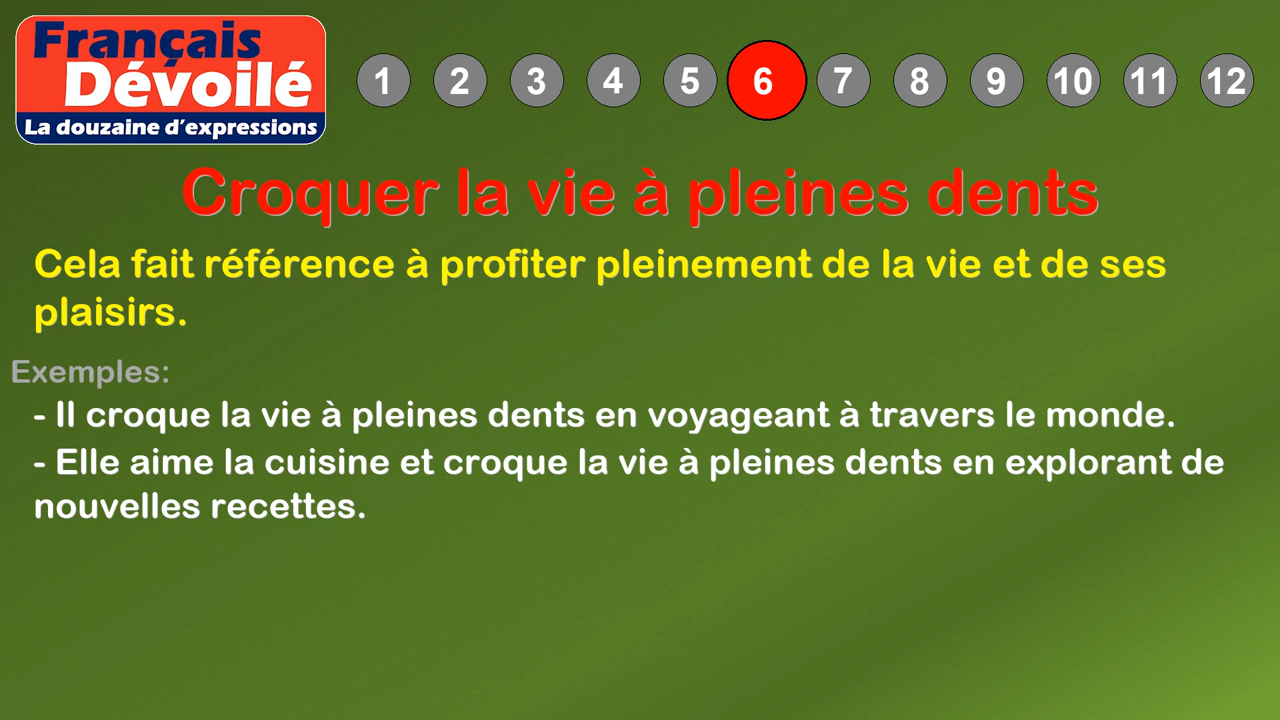 Français
Dévoilé
La douzaine d'expressions
1 2 3 4 5 6 7 8 9 10 11 12
Croquer la vie à pleines dents
Cela fait référence à profiter pleinement de la vie et de ses
plaisirs.
Exemples:
- Il croque la vie à pleines dents en voyageant à travers le monde.
- Elle aime la cuisine et croque la vie à pleines dents en explorant de
nouvelles recettes.